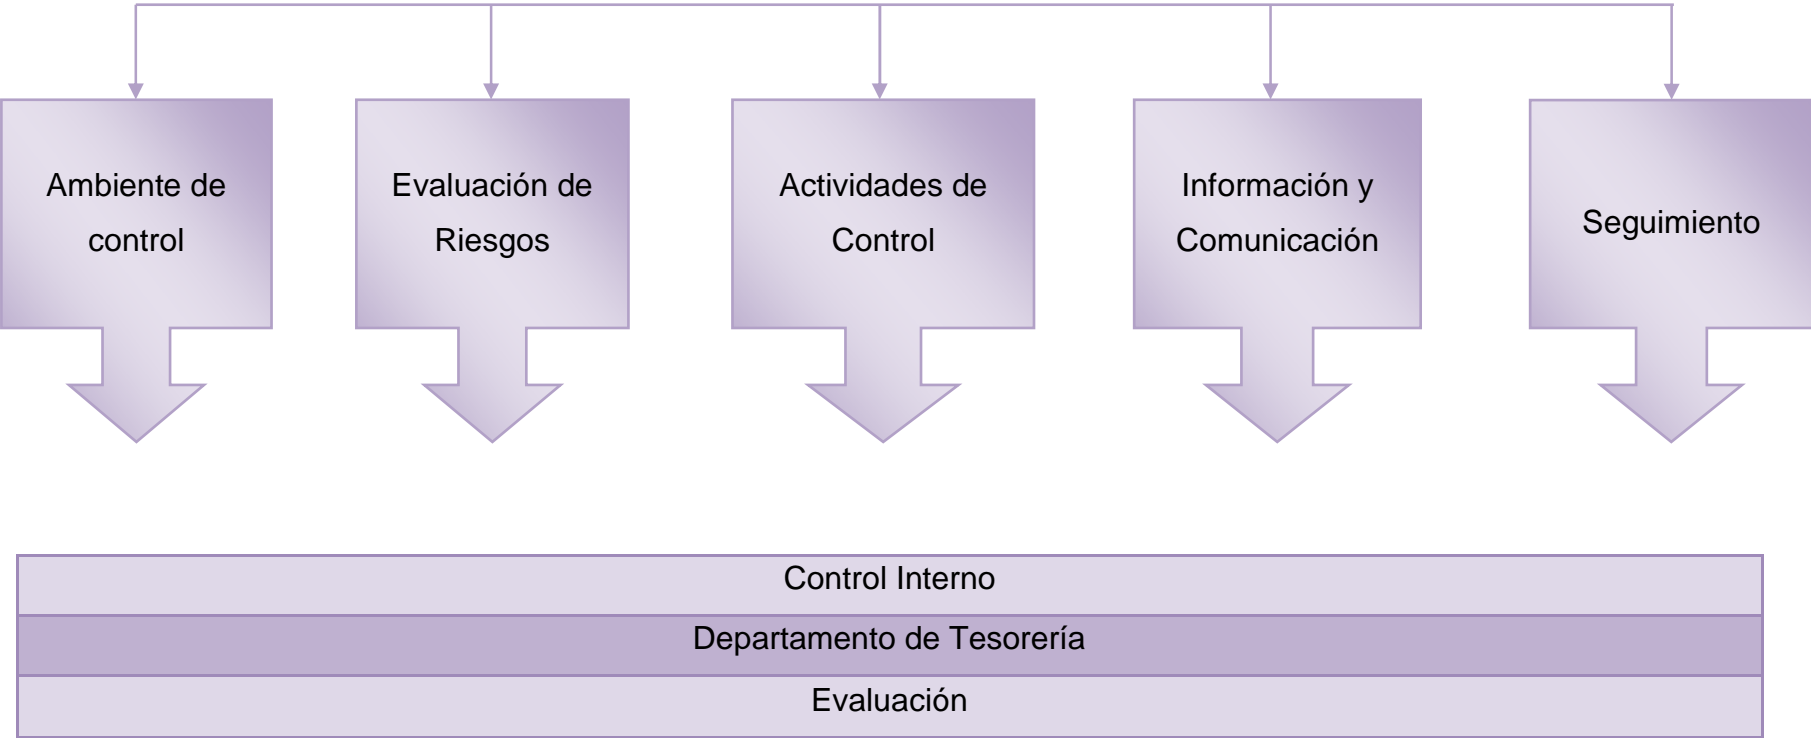 Ambiente de
control
Evaluación de
Riesgos
Actividades de
Control
Información y
Comunicación
Seguimiento
Control Interno
Departamento de Tesorería
Evaluación